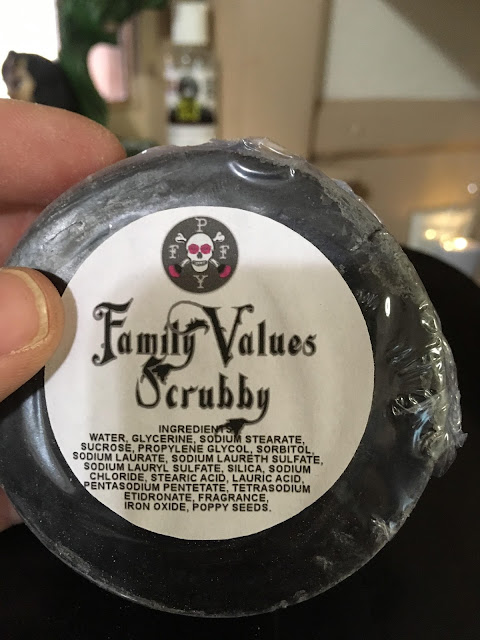 P
F F
Y
Family Values
Scrubby
INGREDIENTS:
WATER, GLYCERINE, SODIUM STEARATE,
SUCROSE, PROPYLENE GLYCOL, SORBITOL,
SODIUM LAURATE, SODIUM LAURETH SULFATE,
SODIUM LAURYL SULFATE, SILICA, SODIUM
CHLORIDE, STEARIC ACID, LAURIC ACID,
PENTASODIUM PENTETATE, TETRASODIUM
ETIDRONATE, FRAGRANCE,
IRON OXIDE, POPPY SEEDS.